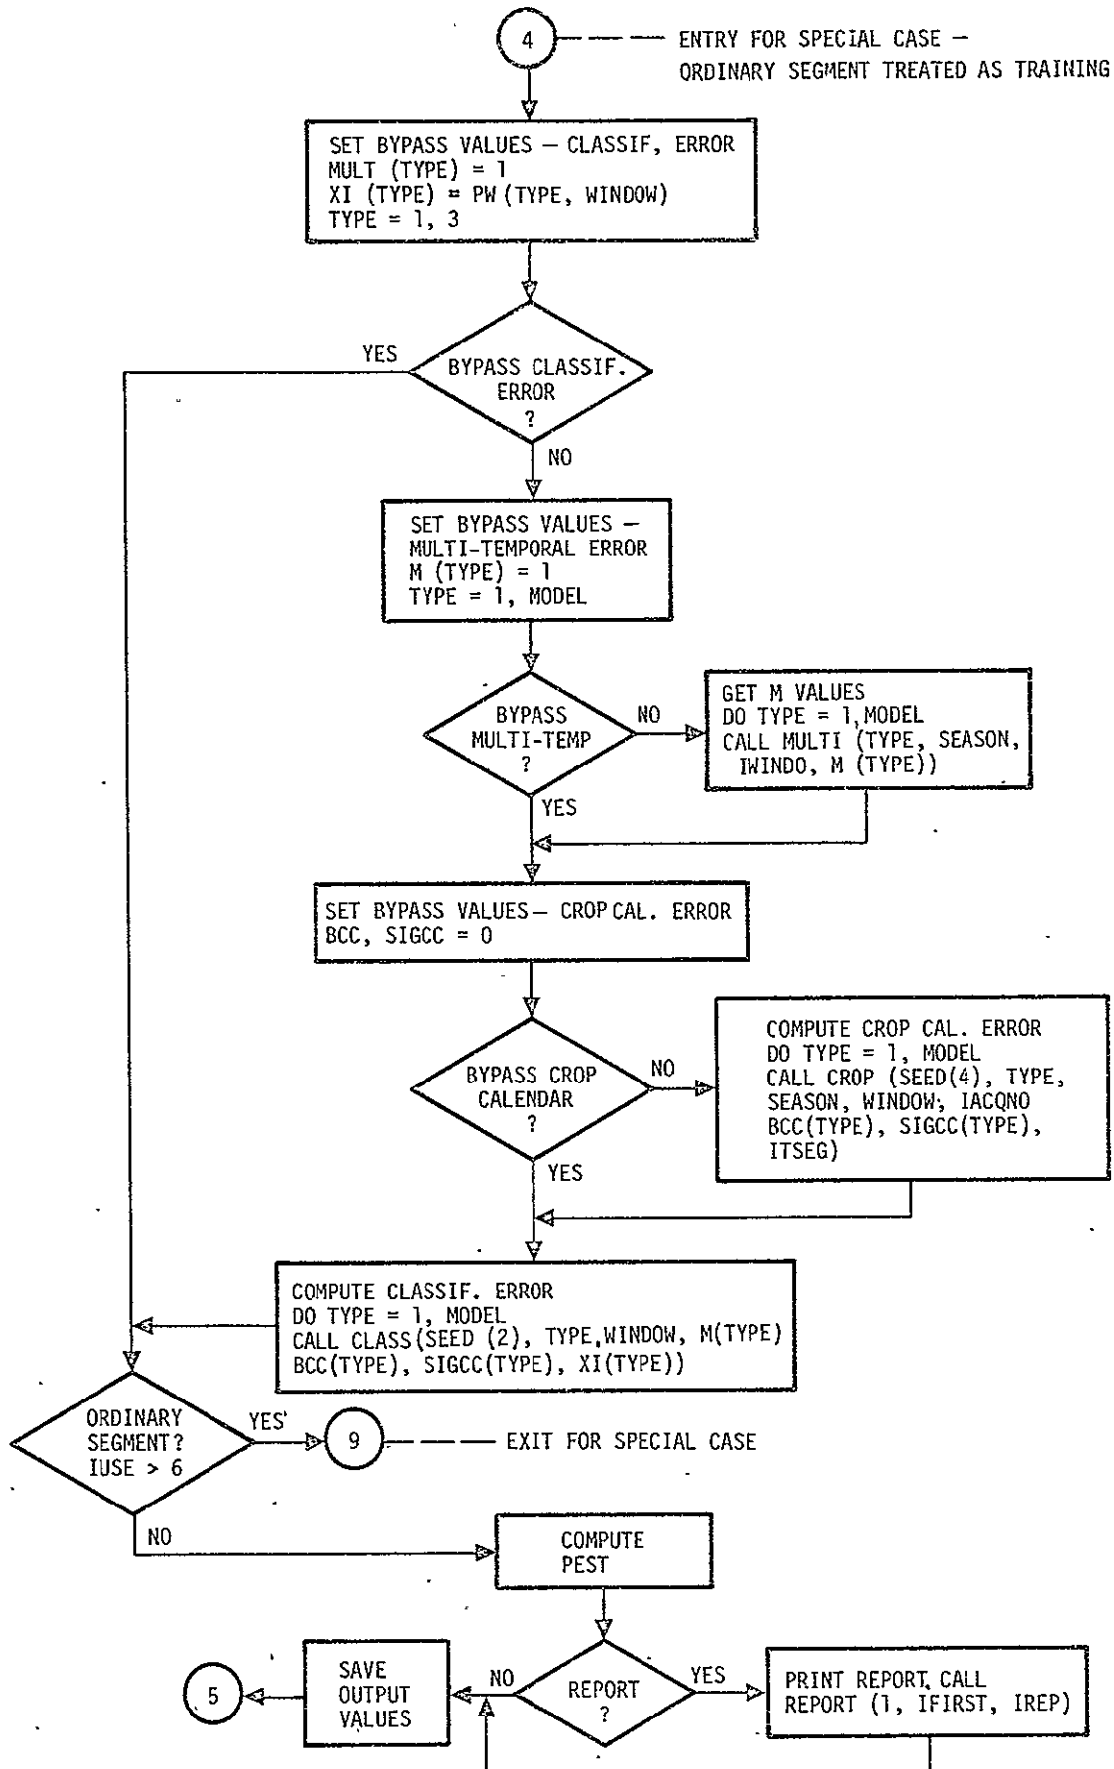 4
ENTRY FOR SPECIAL CASE —
ORDINARY SEGMENT TREATED AS TRAINING
SET BYPASS VALUES — CLASSIF, ERROR
MULT (TYPE) = 1
XI (TYPE) = PW (TYPE, WINDOW)
TYPE = 1, 3
YES
BYPASS CLASSIF.
ERROR
?
NO
SET BYPASS VALUES —
MULTI-TEMPORAL ERROR
M (TYPE) = 1
TYPE = 1, MODEL
BYPASS
MULTI-TEMP
?
NO
GET M VALUES
DO TYPE = 1, MODEL
CALL MULTI (TYPE, SEASON,
IWINDO, M (TYPE))
YES
SET BYPASS VALUES — CROP CAL. ERROR
BCC, SIGCC = 0
BYPASS CROP
CALENDAR
?
NO
COMPUTE CROP CAL. ERROR
DO TYPE = 1, MODEL
CALL CROP (SEED(4), TYPE,
SEASON, WINDOW, IACQNO
BCC(TYPE), SIGCC(TYPE),
ITSEG)
YES
COMPUTE CLASSIF. ERROR
DO TYPE = 1, MODEL
CALL CLASS(SEED (2), TYPE,WINDOW, M(TYPE)
BCC(TYPE), SIGCC(TYPE), XI(TYPE))
ORDINARY
SEGMENT?
IUSE > 6
YES
9
EXIT FOR SPECIAL CASE
NO
COMPUTE
PEST
5
SAVE
OUTPUT
VALUES
NO
REPORT
?
YES
PRINT REPORT, CALL
REPORT (1, IFIRST, IREP)